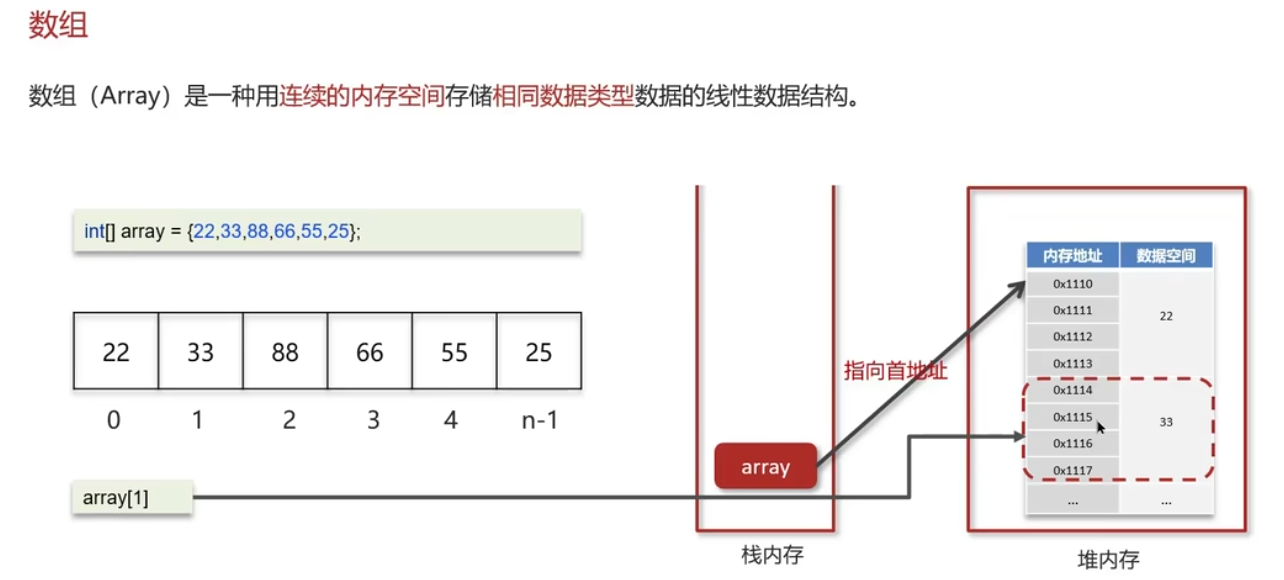 数组
数组（Array）是一种用连续的内存空间存储相同数据类型数据的线性数据结构。
int[] array = {22,33,88,66,55,25};
22 33 88 66 55 25
0 1 2 3 4 n-1
array[1]
array
栈内存
指向首地址
内存地址 数据空间
0x1110
0x1111
22
0x1112
0x1113
0x1114
0x1115
33
0x1116
0x1117
... ...
堆内存